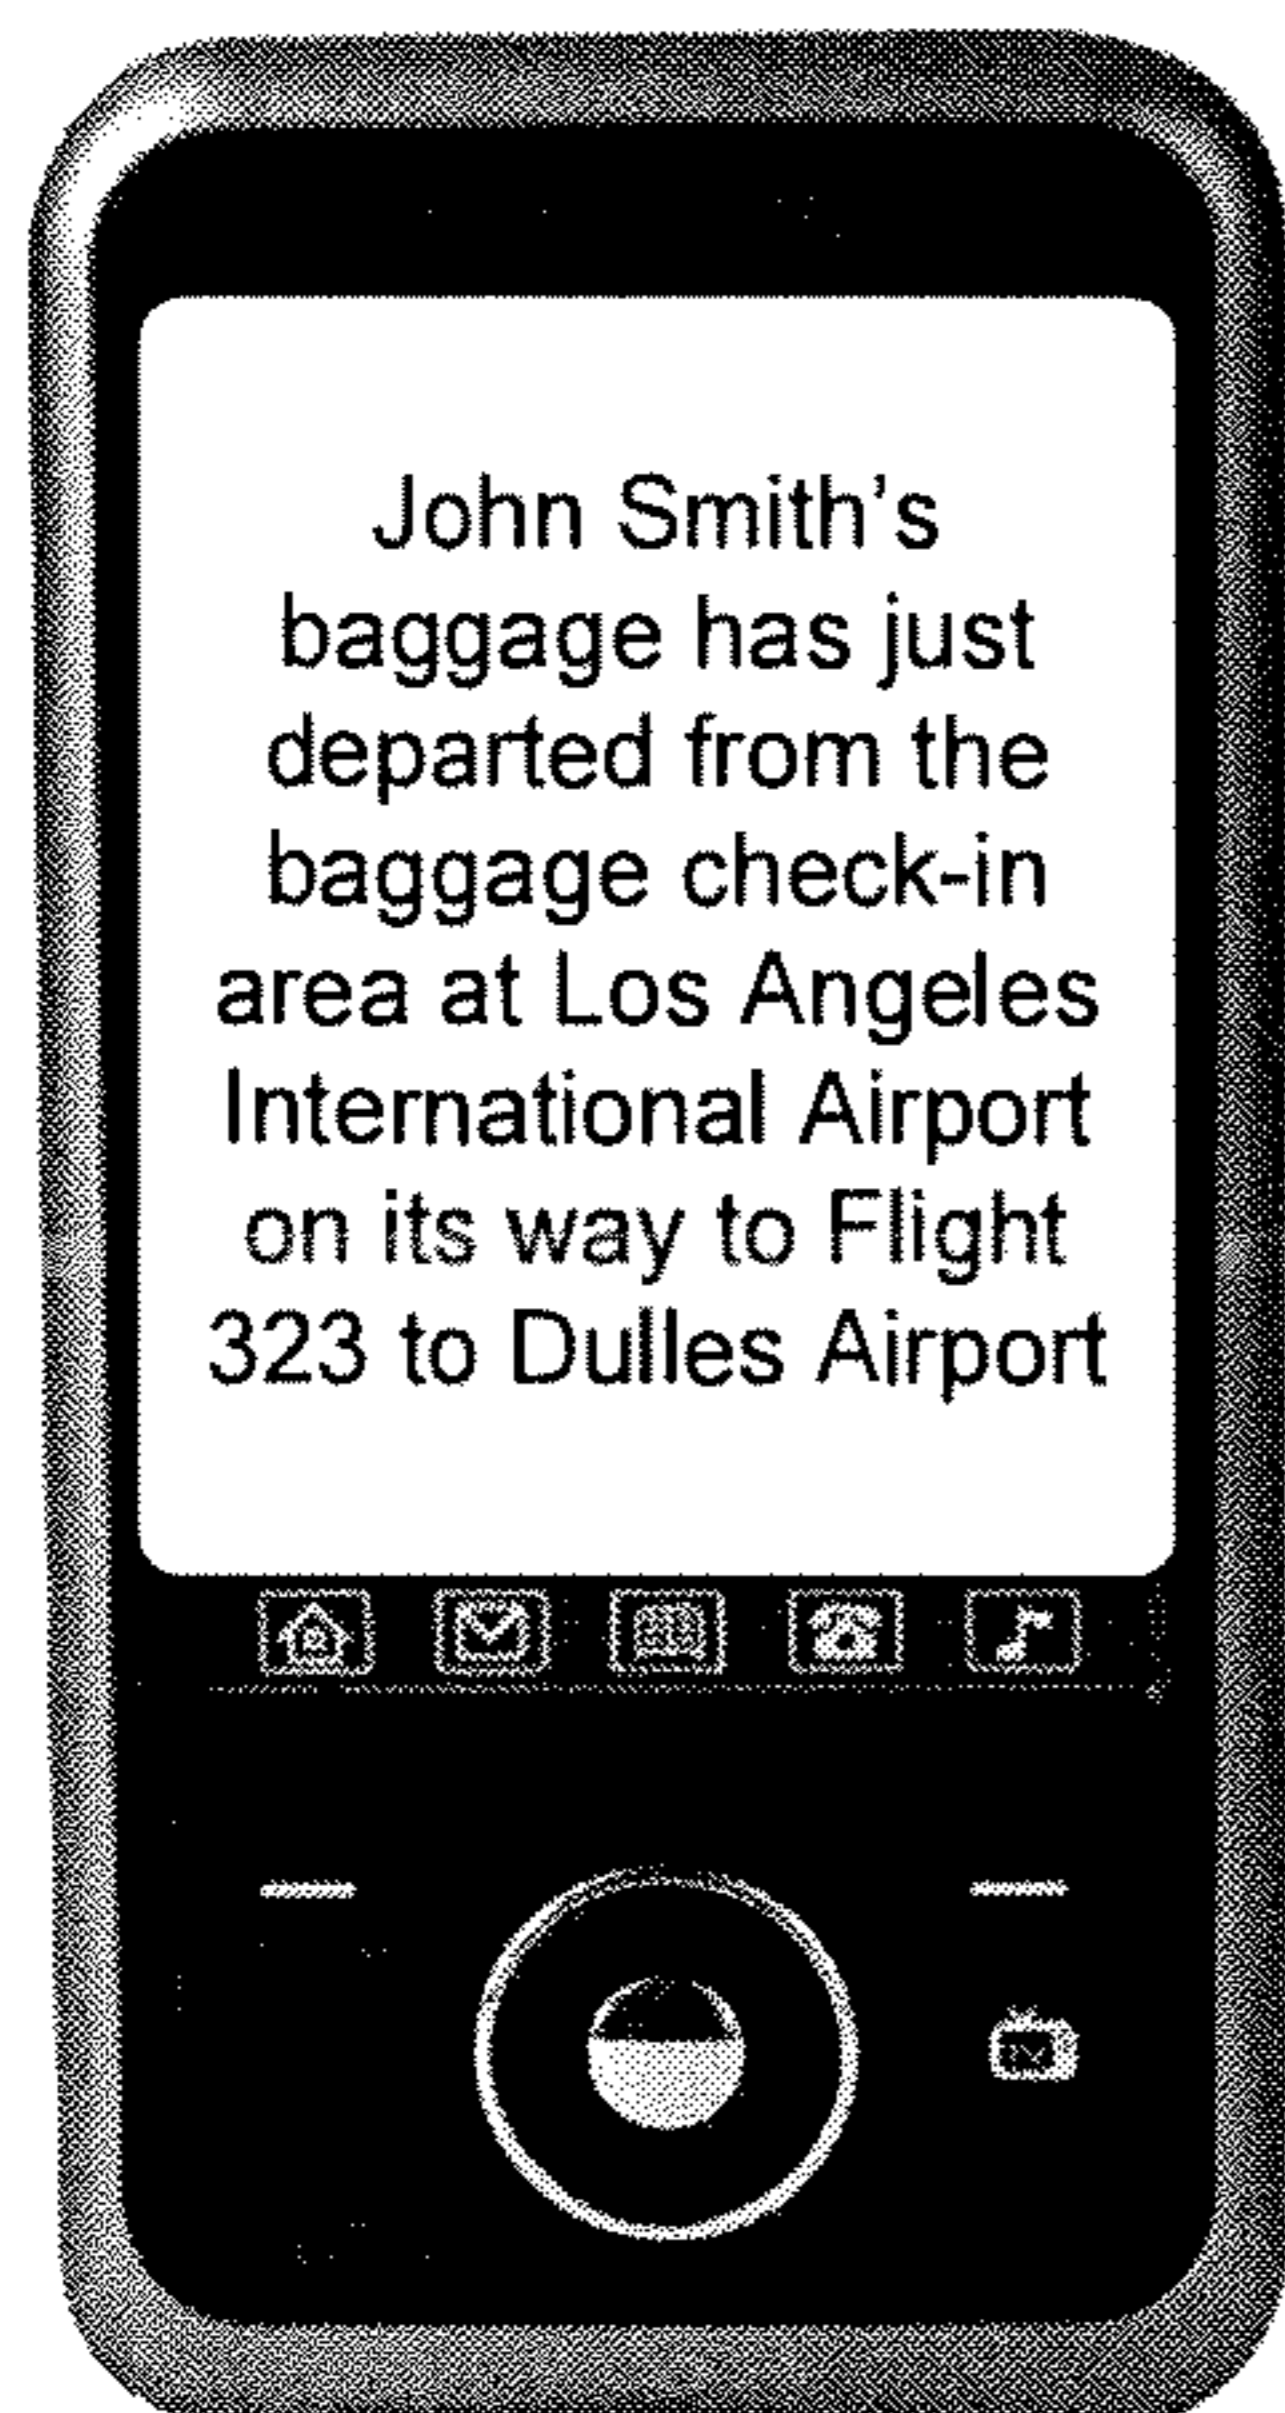 John Smith's
baggage has just
departed from the
baggage check-in
area at Los Angeles
International Airport
on its way to Flight
323 to Dulles Airport